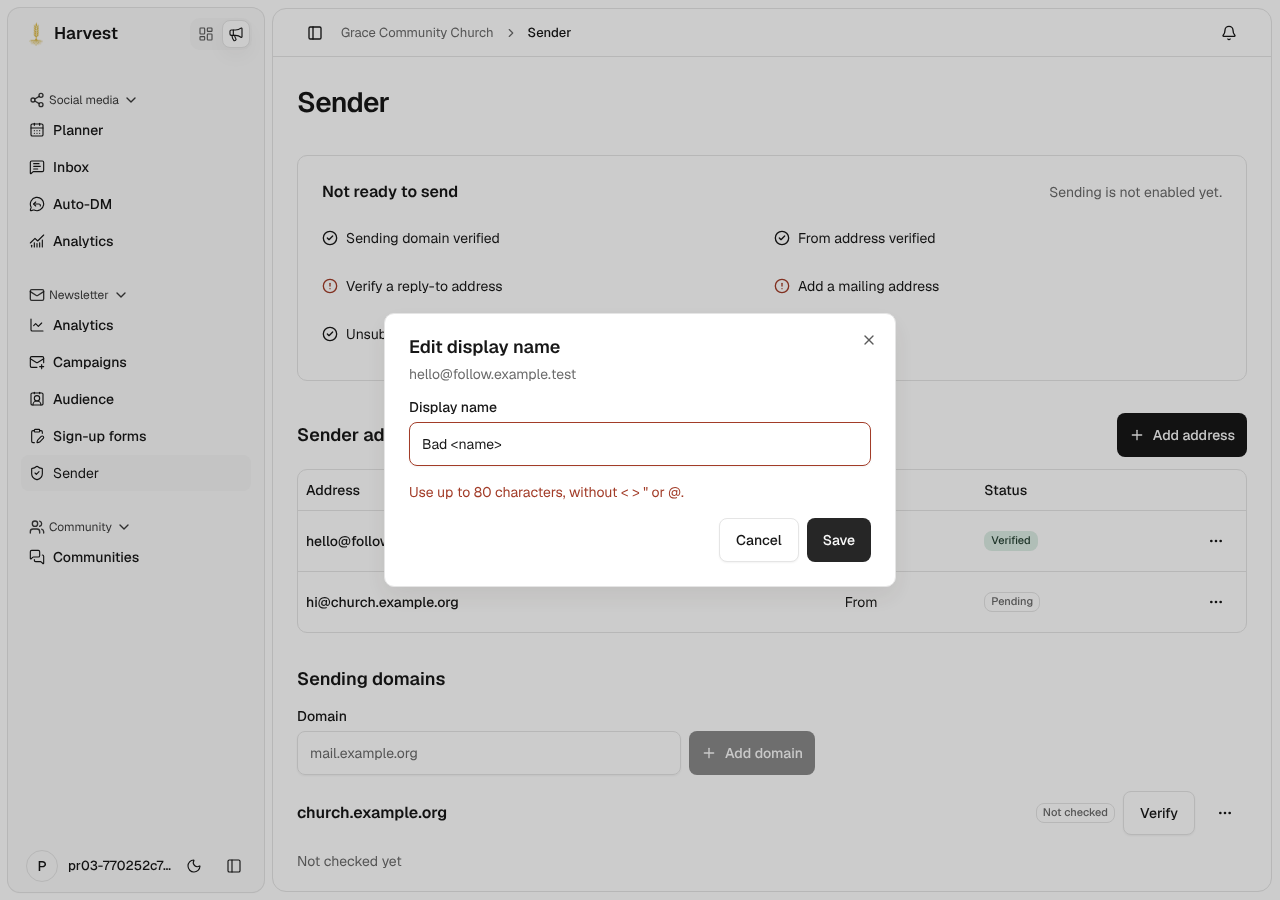 Harvest
Grace Community Church > Sender
Social media
Planner
Inbox
Auto-DM
Analytics
Newsletter
Analytics
Campaigns
Audience
Sign-up forms
Sender
Community
Communities
P pr03-770252c7...
Sender
Not ready to send
Sending is not enabled yet.
Sending domain verified
From address verified
Verify a reply-to address
Add a mailing address
Edit display name
hello@follow.example.test
Display name
Bad <name>
Use up to 80 characters, without < > " or @.
Cancel
Save
Sender
Add address
Address
Status
Verified
hi@church.example.org
From
Pending
Sending domains
Domain
mail.example.org
Add domain
church.example.org
Not checked
Verify
Not checked yet